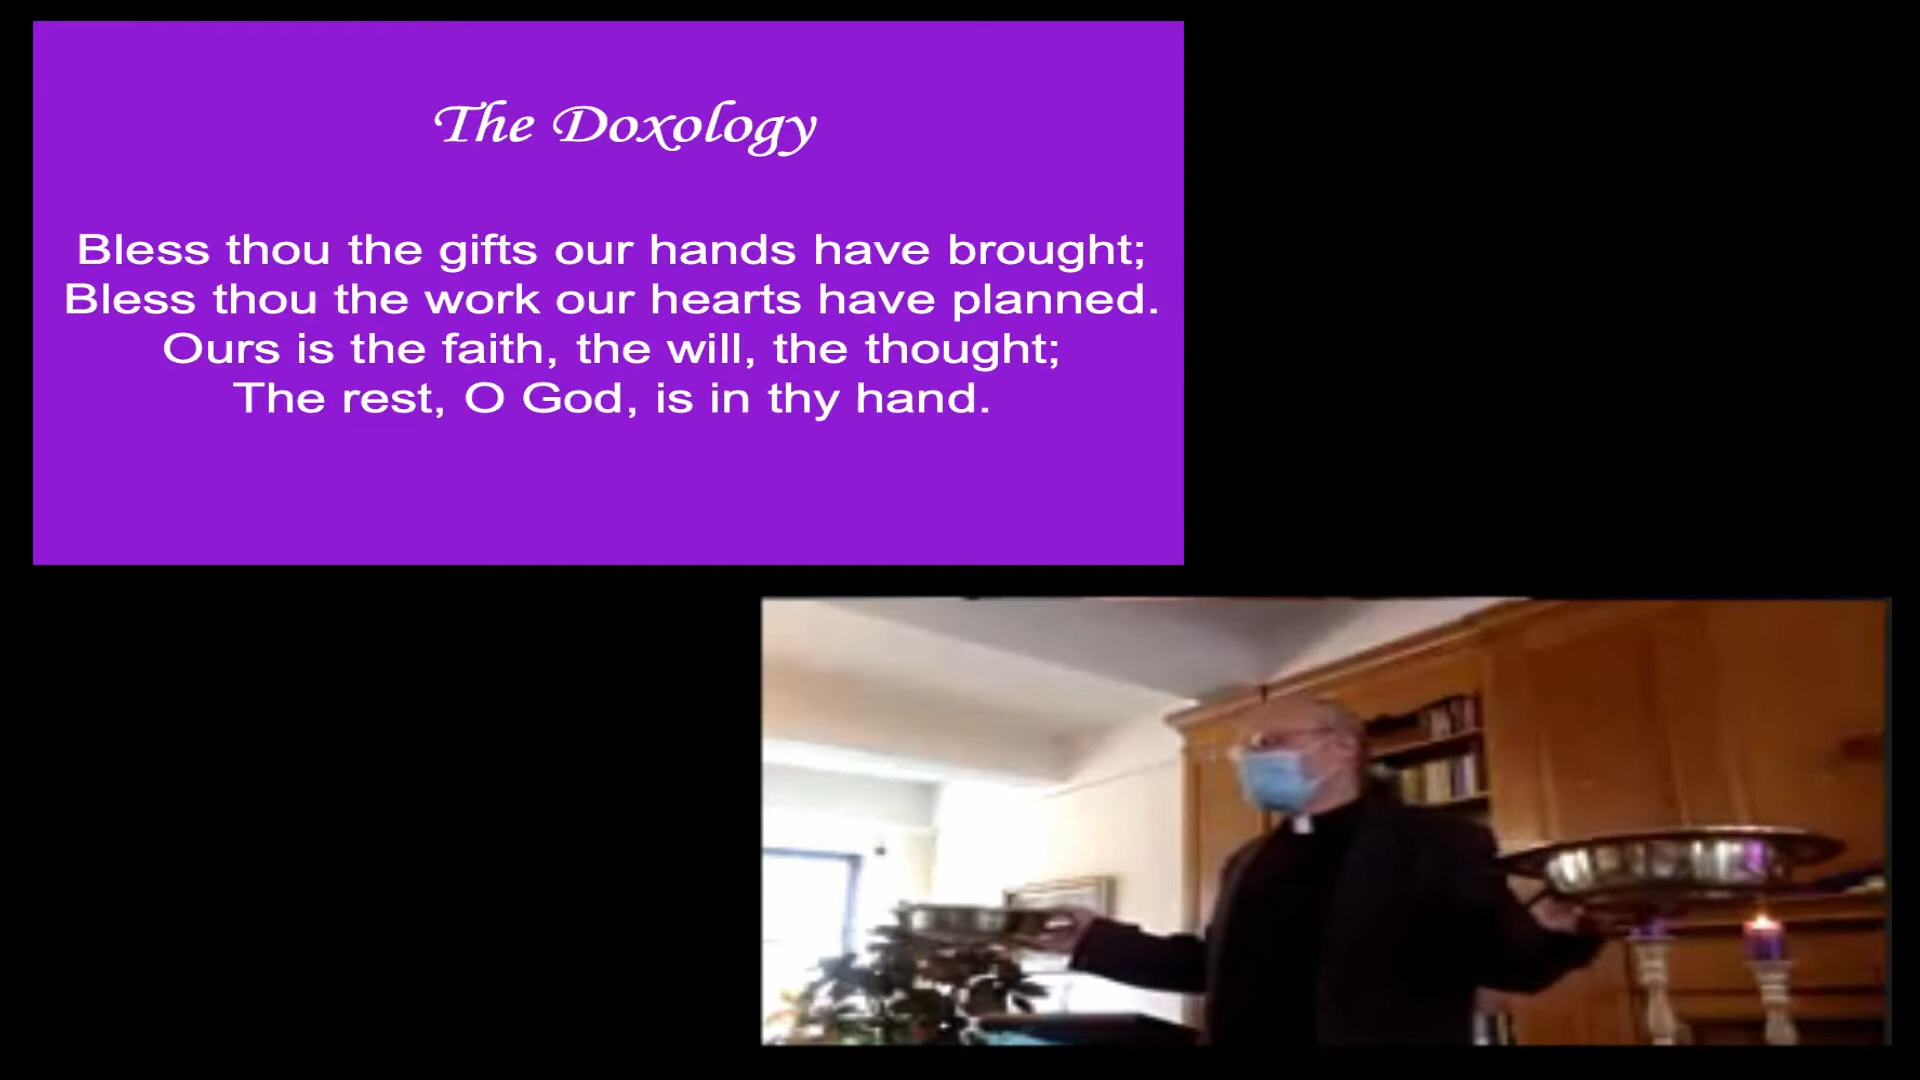 The Doxology
Bless thou the gifts our hands have brought;
Bless thou the work our hearts have planned.
Ours is the faith, the will, the thought;
The rest, O God, is in thy hand.